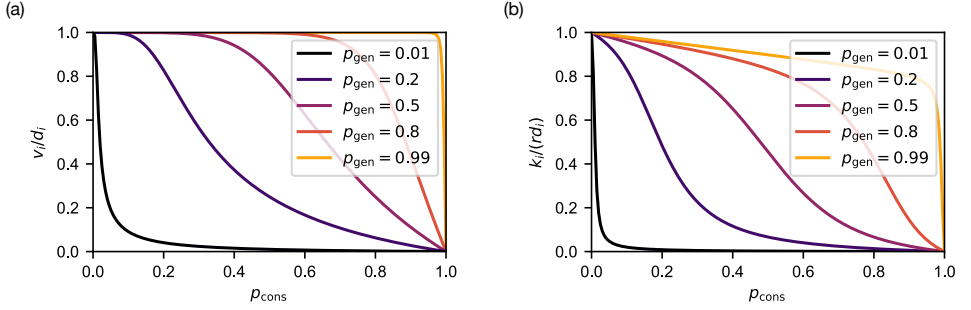 (a)
1.0
0.8
0.6
0.4
0.2
0.0
v_i/d_i
0.0 0.2 0.4 0.6 0.8 1.0
p_cons
p_gen = 0.01
p_gen = 0.2
p_gen = 0.5
p_gen = 0.8
p_gen = 0.99
(b)
1.0
0.8
0.6
0.4
0.2
0.0
k_i/(rd_i)
0.0 0.2 0.4 0.6 0.8 1.0
p_cons
p_gen = 0.01
p_gen = 0.2
p_gen = 0.5
p_gen = 0.8
p_gen = 0.99